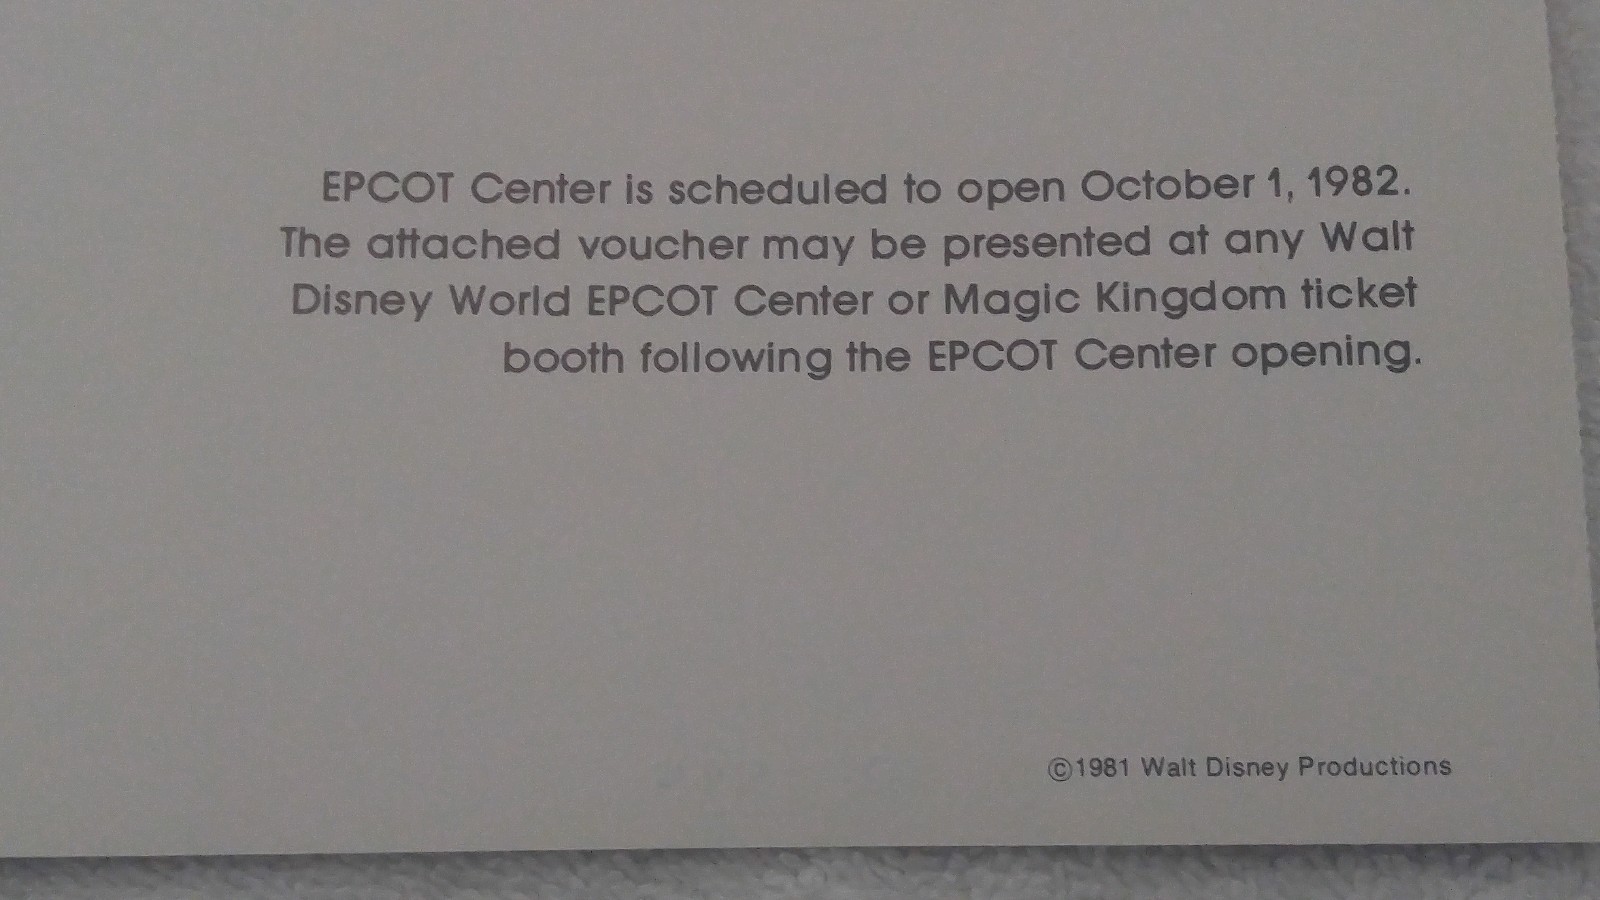 EPCOT Center is scheduled to open October 1, 1982.
The attached voucher may be presented at any Walt
Disney World EPCOT Center or Magic Kingdom ticket
booth following the EPCOT Center opening.
©1981 Walt Disney Productions